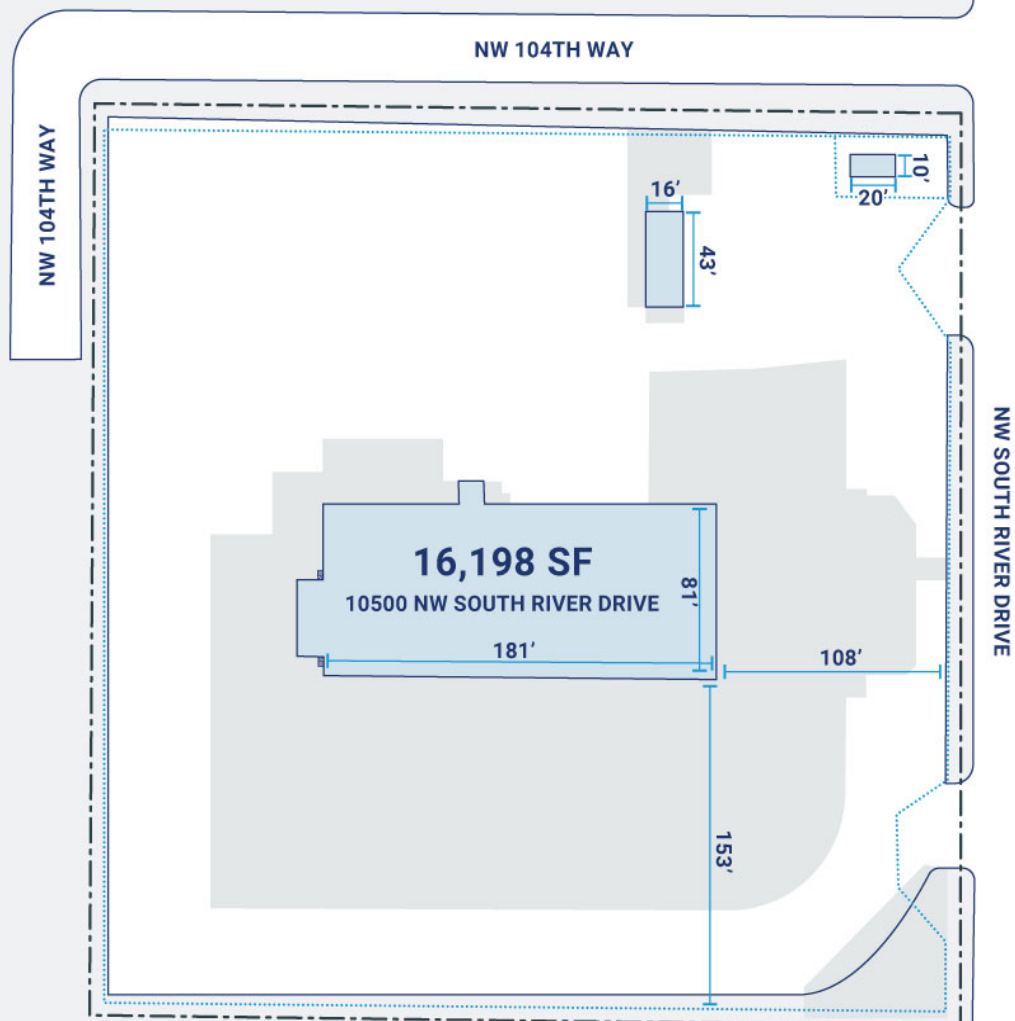 NW 104TH WAY
NW 104TH WAY
10’
20’
16’
43’
NW SOUTH RIVER DRIVE
16,198 SF
10500 NW SOUTH RIVER DRIVE
81’
181’
108’
153’